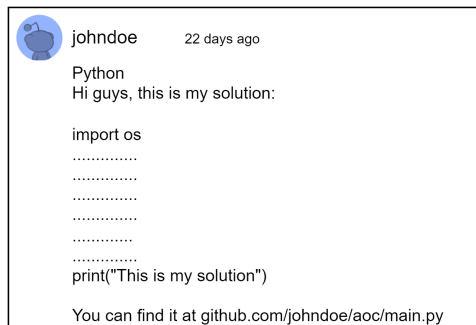 johndoe 22 days ago
Python
Hi guys, this is my solution:
import os
..............
..............
..............
..............
.............
..............
print("This is my solution")
You can find it at github.com/johndoe/aoc/main.py